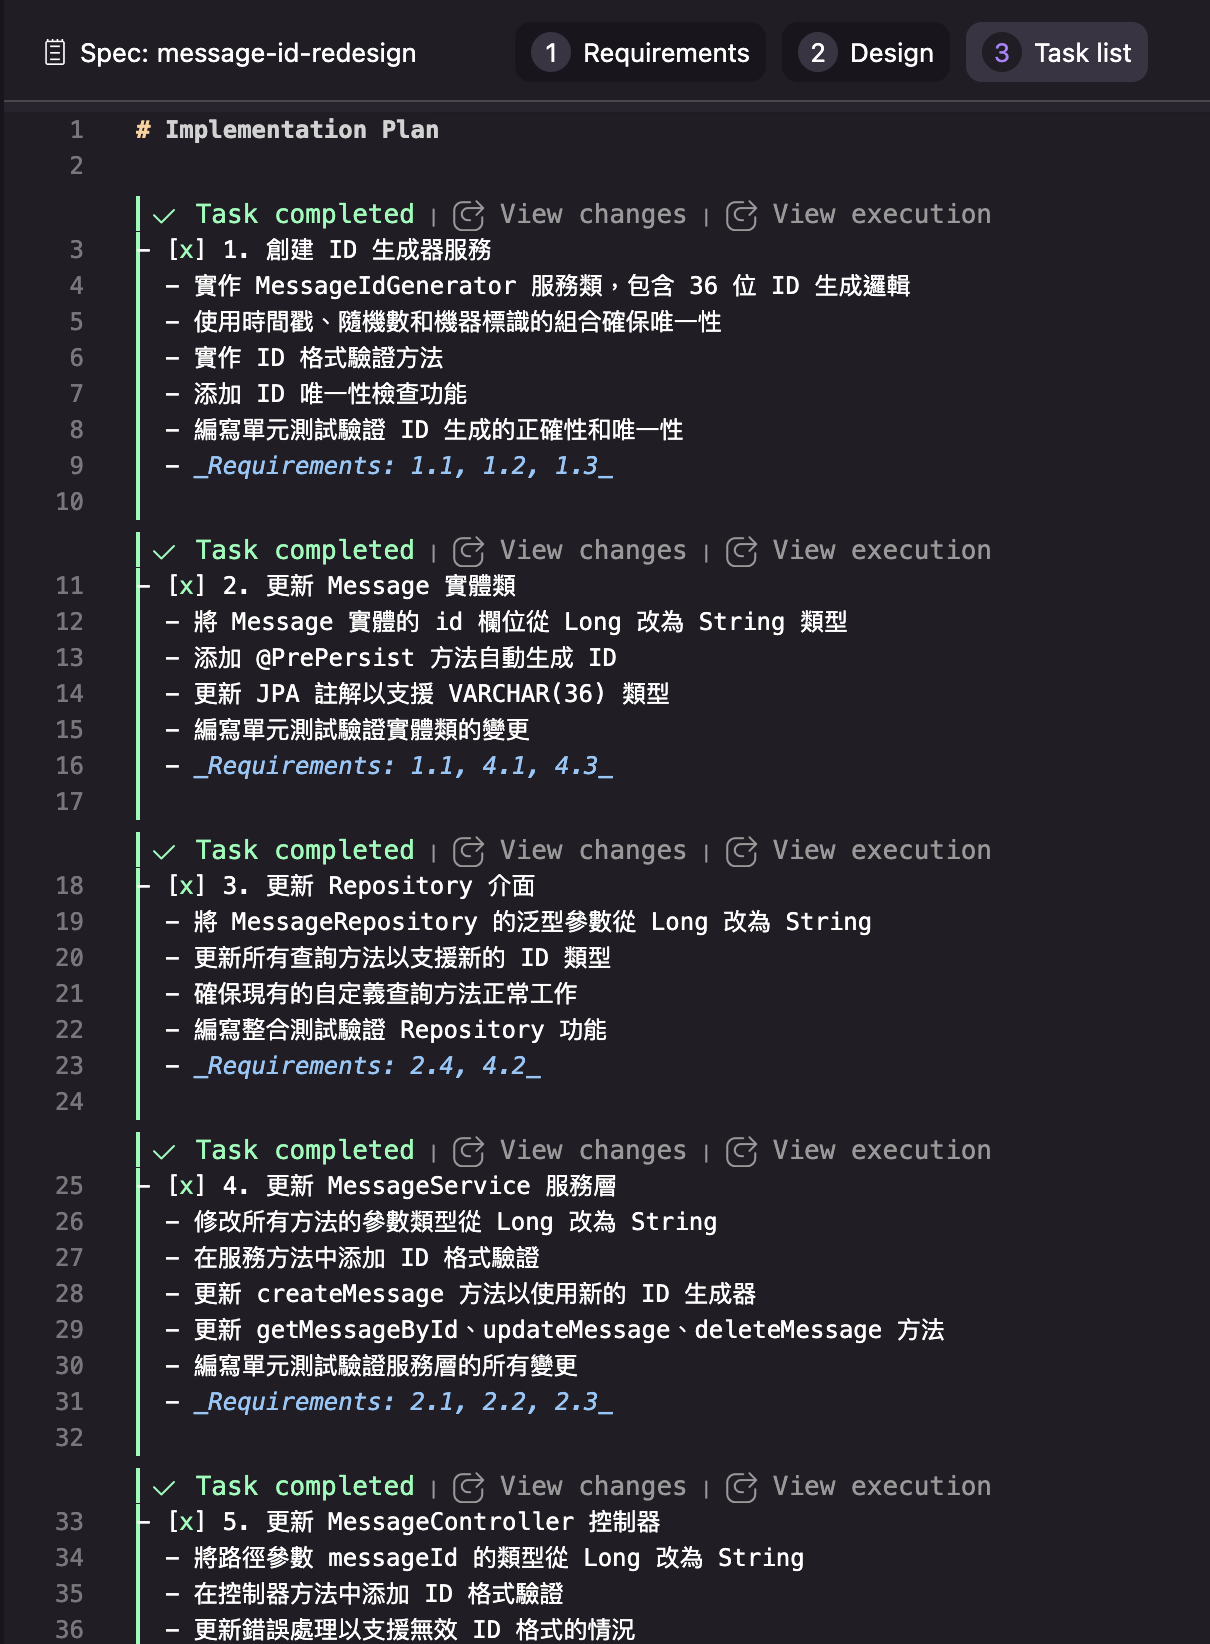 Spec: message-id-redesign
1 Requirements
2 Design
3 Task list
1 # Implementation Plan
2
Task completed | View changes | View execution
3 - [x] 1. 創建 ID 生成器服務
4 - 實作 MessageIdGenerator 服務類，包含 36 位 ID 生成邏輯
5 - 使用時間戳、隨機數和機器標識的組合確保唯一性
6 - 實作 ID 格式驗證方法
7 - 添加 ID 唯一性檢查功能
8 - 編寫單元測試驗證 ID 生成的正確性和唯一性
9 - _Requirements: 1.1, 1.2, 1.3_
10
Task completed | View changes | View execution
11 - [x] 2. 更新 Message 實體類
12 - 將 Message 實體的 id 欄位從 Long 改為 String 類型
13 - 添加 @PrePersist 方法自動生成 ID
14 - 更新 JPA 註解以支援 VARCHAR(36) 類型
15 - 編寫單元測試驗證實體類的變更
16 - _Requirements: 1.1, 4.1, 4.3_
17
Task completed | View changes | View execution
18 - [x] 3. 更新 Repository 介面
19 - 將 MessageRepository 的泛型參數從 Long 改為 String
20 - 更新所有查詢方法以支援新的 ID 類型
21 - 確保現有的自定義查詢方法正常工作
22 - 編寫整合測試驗證 Repository 功能
23 - _Requirements: 2.4, 4.2_
24
Task completed | View changes | View execution
25 - [x] 4. 更新 MessageService 服務層
26 - 修改所有方法的參數類型從 Long 改為 String
27 - 在服務方法中添加 ID 格式驗證
28 - 更新 createMessage 方法以使用新的 ID 生成器
29 - 更新 getMessageById、updateMessage、deleteMessage 方法
30 - 編寫單元測試驗證服務層的所有變更
31 - _Requirements: 2.1, 2.2, 2.3_
32
Task completed | View changes | View execution
33 - [x] 5. 更新 MessageController 控制器
34 - 將路徑參數 messageId 的類型從 Long 改為 String
35 - 在控制器方法中添加 ID 格式驗證
36 - 更新錯誤處理以支援無效 ID 格式的情況